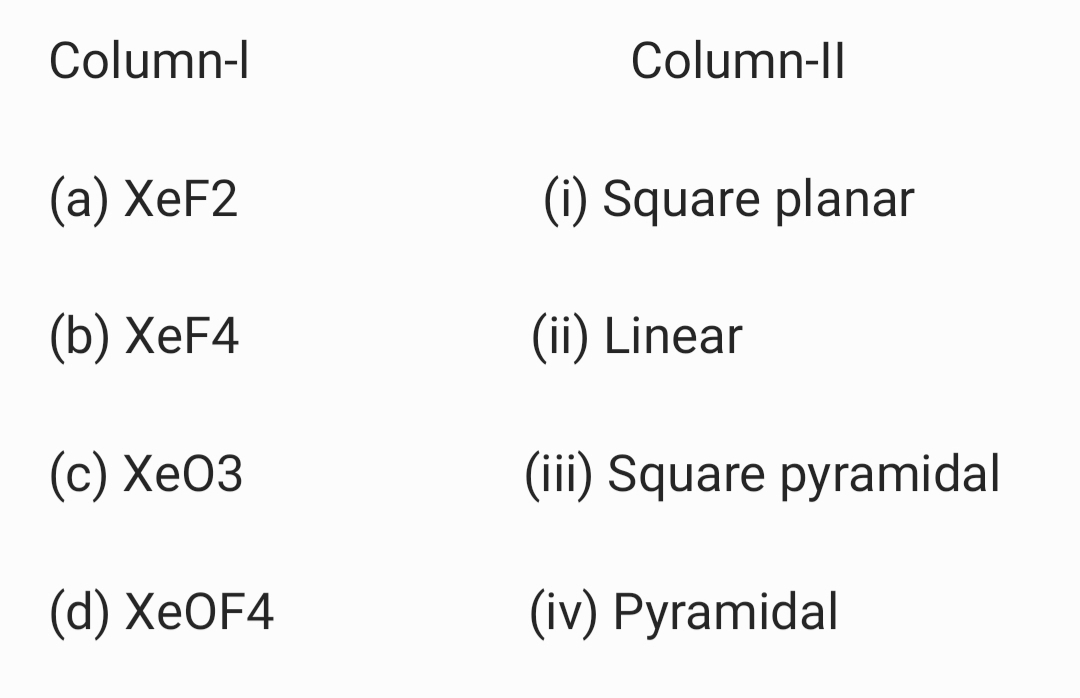 Column-I Column-II
(a) XeF2 (i) Square planar
(b) XeF4 (ii) Linear
(c) XeO3 (iii) Square pyramidal
(d) XeOF4 (iv) Pyramidal